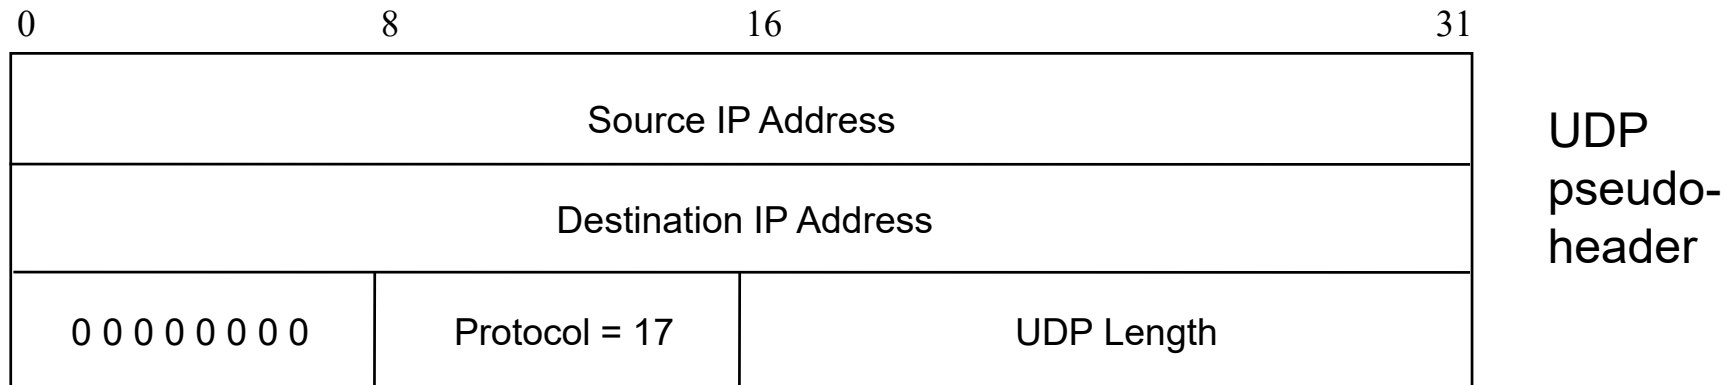 0 8 16 31
Source IP Address
Destination IP Address
0 0 0 0 0 0 0 0 Protocol = 17 UDP Length
UDP
pseudo-
header